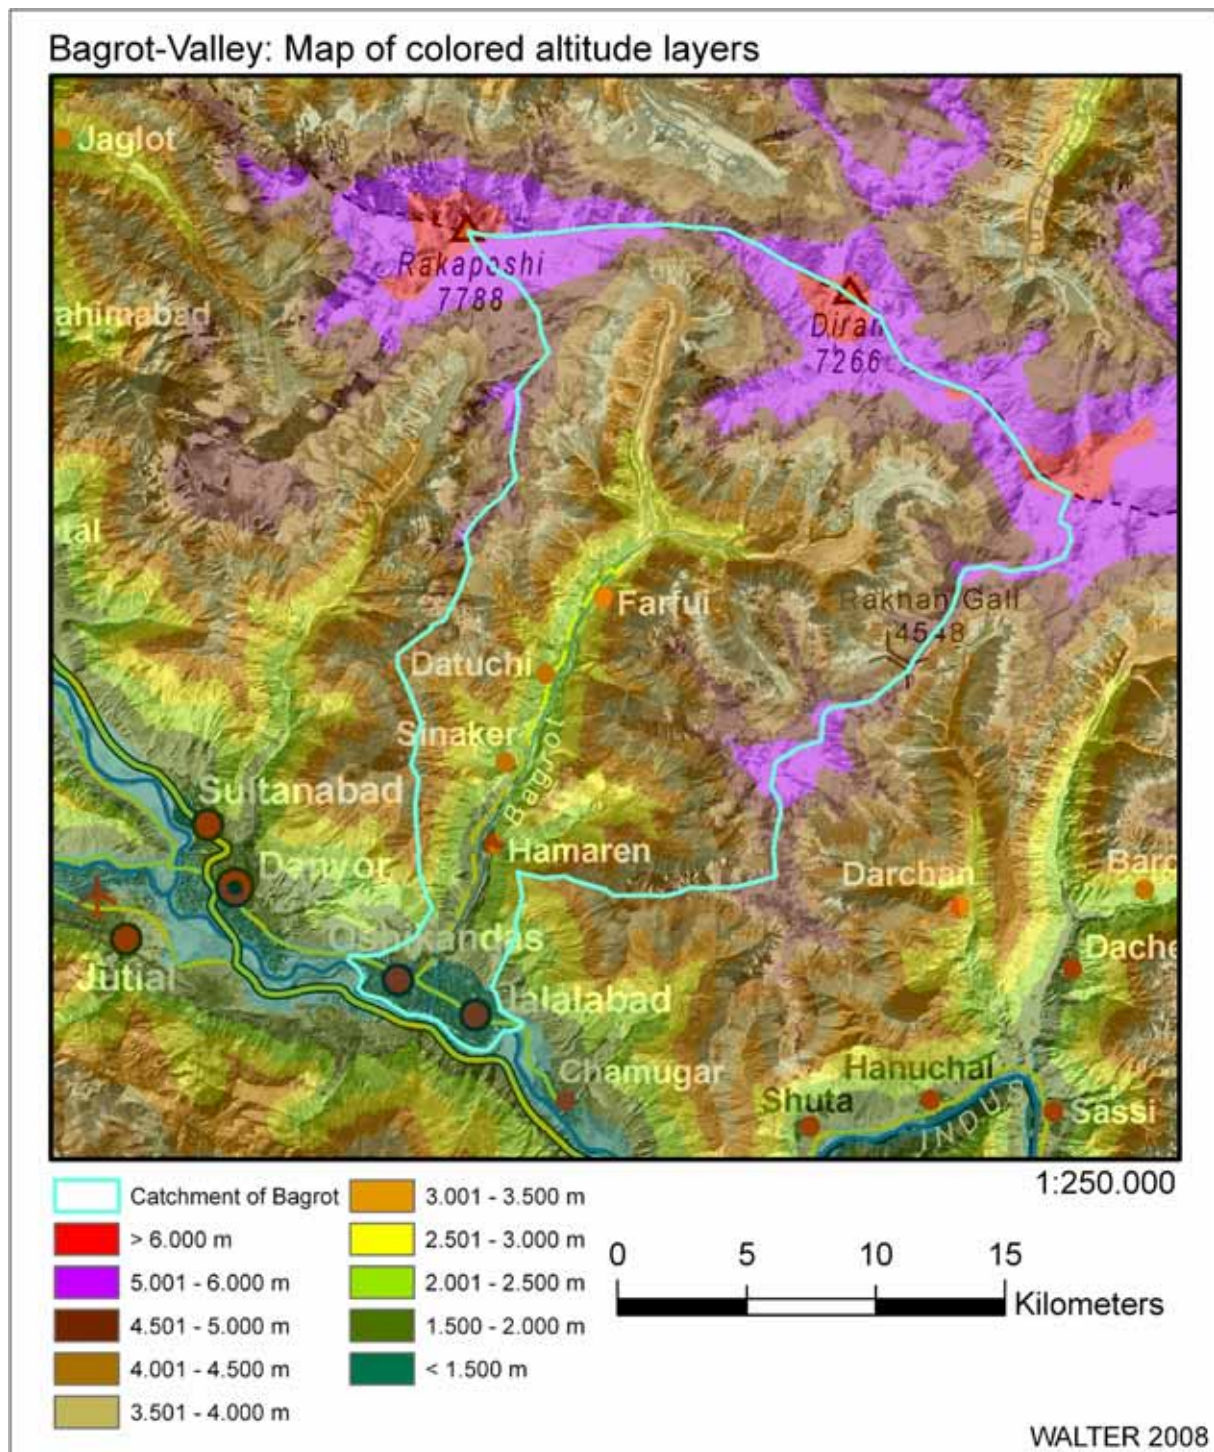 Bagrot-Valley: Map of colored altitude layers
Jaglot
Rakaposhi
7788
Diran
7266
ahimabad
tal
Farfui
Rakhan Gali
4548
Datuchi
Sinaker
Bagrot
Sultanabad
Hamaren
Danyor
Darchan
Barc
Oshikandas
Dache
Jutial
Jalalabad
Chamugar
Hanuchal
Shuta
INDUS
Sassi
1:250.000
Catchment of Bagrot
> 6.000 m
5.001 - 6.000 m
4.501 - 5.000 m
4.001 - 4.500 m
3.501 - 4.000 m
3.001 - 3.500 m
2.501 - 3.000 m
2.001 - 2.500 m
1.500 - 2.000 m
< 1.500 m
0 5 10 15
Kilometers
WALTER 2008